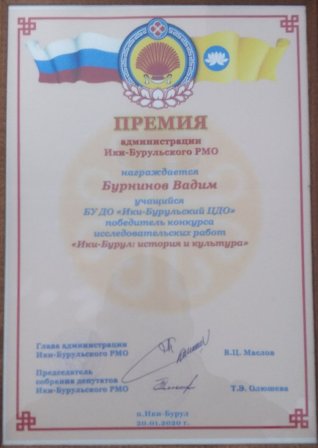 ПРЕМИЯ
администрации
Ики-Бурульского РМО
награждается
Бурнинов Вадим
учащийся
БУ ДО «Ики-Бурульский ЦДО»
победитель конкурса
исследовательских работ
«Ики-Бурул: история и культура»
Глава администрации
Ики-Бурульского РМО
В.Ц. Маслов
Председатель
собрания депутатов
Ики-Бурульского РМО
Т.Э. Олюшева
п.Ики-Бурул
20.01.2020 г.